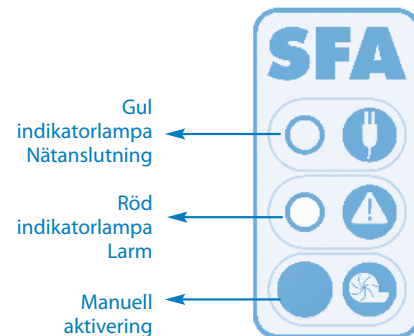 SFA
Gul
indikatorlampa
Nätanslutning
Röd
indikatorlampa
Larm
Manuell
aktivering